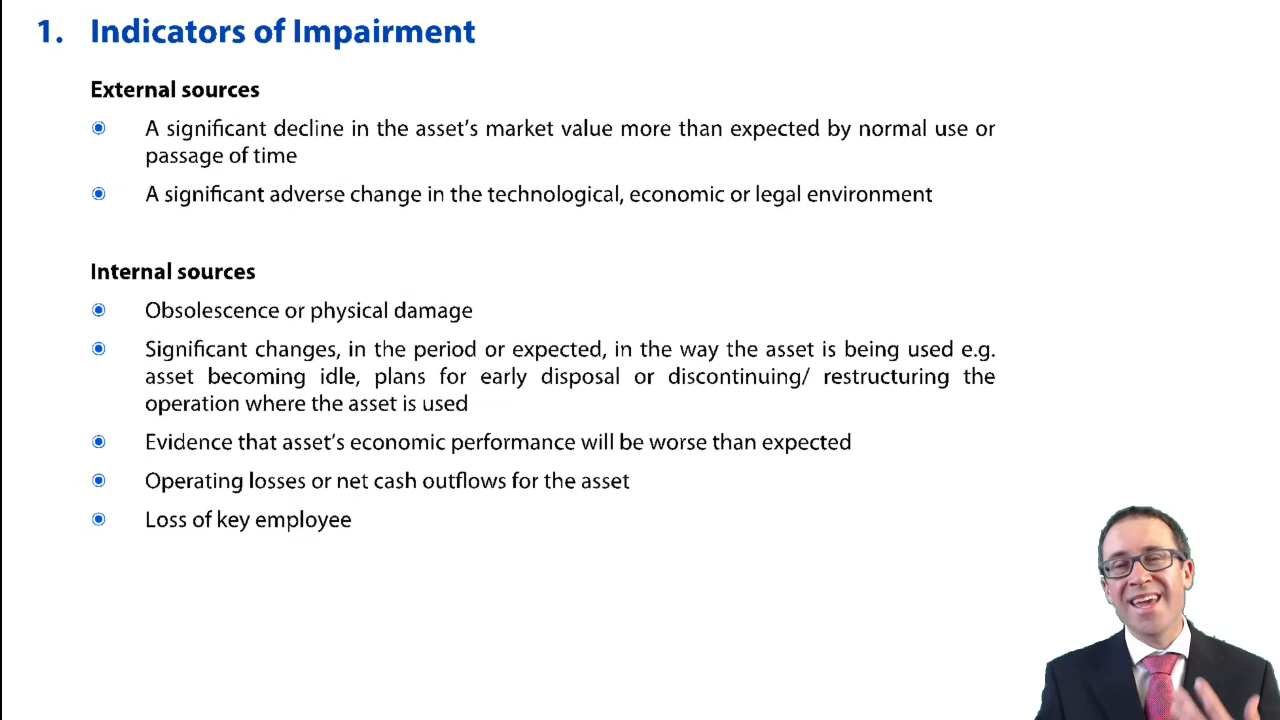 1. Indicators of Impairment
External sources
A significant decline in the asset's market value more than expected by normal use or
passage of time
A significant adverse change in the technological, economic or legal environment
Internal sources
Obsolescence or physical damage
Significant changes, in the period or expected, in the way the asset is being used e.g.
asset becoming idle, plans for early disposal or discontinuing/ restructuring the
operation where the asset is used
Evidence that asset's economic performance will be worse than expected
Operating losses or net cash outflows for the asset
Loss of key employee